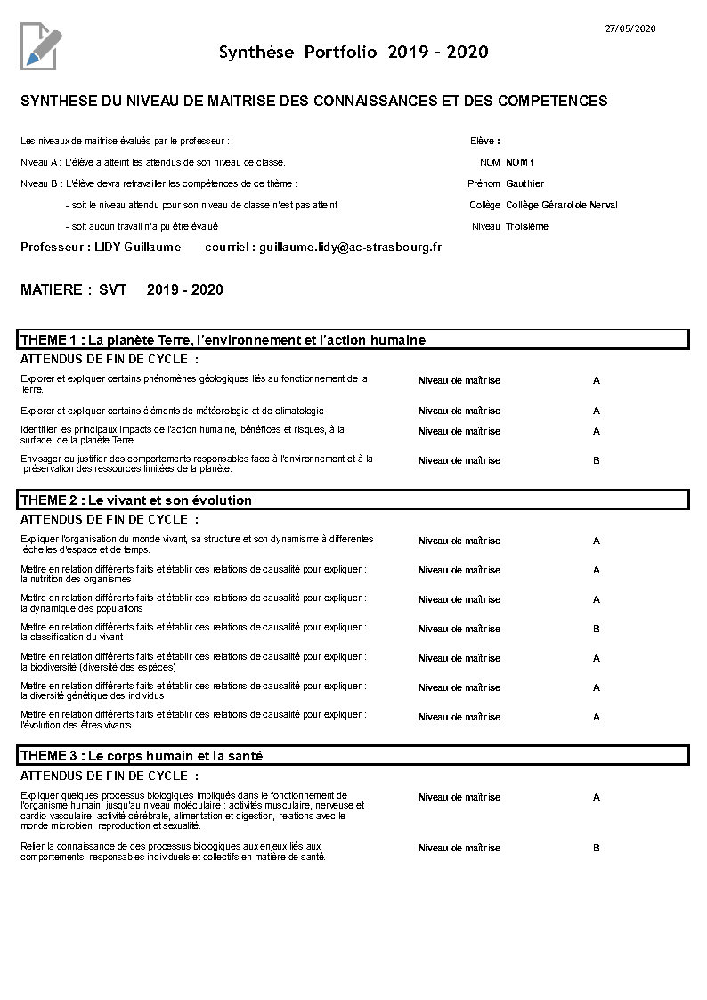 27/05/2020
Synthèse Portfolio 2019 - 2020
SYNTHESE DU NIVEAU DE MAITRISE DES CONNAISSANCES ET DES COMPETENCES
Les niveaux de maitrise évalués par le professeur :
Elève :
Niveau A : L'élève a atteint les attendus de son niveau de classe.
NOM NOM 1
Niveau B : L'élève devra retravailler les compétences de ce thème :
Prénom Gauthier
- soit le niveau attendu pour son niveau de classe n'est pas atteint
Collège Collège Gérard de Nerval
- soit aucun travail n'a pu être évalué
Niveau Troisième
Professeur : LIDY Guillaume courriel : guillaume.lidy@ac-strasbourg.fr
MATIERE : SVT 2019 - 2020
THEME 1 : La planète Terre, l'environnement et l'action humaine
ATTENDUS DE FIN DE CYCLE :
Explorer et expliquer certains phénomènes géologiques liés au fonctionnement de la
Terre.
Niveau de maîtrise A
Explorer et expliquer certains éléments de météorologie et de climatologie
Niveau de maîtrise A
Identifier les principaux impacts de l'action humaine, bénéfices et risques, à la
surface de la planète Terre.
Niveau de maîtrise A
Envisager ou justifier des comportements responsables face à l'environnement et à la
préservation des ressources limitées de la planète.
Niveau de maîtrise B
THEME 2 : Le vivant et son évolution
ATTENDUS DE FIN DE CYCLE :
Expliquer l'organisation du monde vivant, sa structure et son dynamisme à différentes
échelles d'espace et de temps.
Niveau de maîtrise A
Mettre en relation différents faits et établir des relations de causalité pour expliquer :
la nutrition des organismes
Niveau de maîtrise A
Mettre en relation différents faits et établir des relations de causalité pour expliquer :
la dynamique des populations
Niveau de maîtrise A
Mettre en relation différents faits et établir des relations de causalité pour expliquer :
la classification du vivant
Niveau de maîtrise B
Mettre en relation différents faits et établir des relations de causalité pour expliquer :
la biodiversité (diversité des espèces)
Niveau de maîtrise A
Mettre en relation différents faits et établir des relations de causalité pour expliquer :
la diversité génétique des individus
Niveau de maîtrise A
Mettre en relation différents faits et établir des relations de causalité pour expliquer :
l'évolution des êtres vivants.
Niveau de maîtrise A
THEME 3 : Le corps humain et la santé
ATTENDUS DE FIN DE CYCLE :
Expliquer quelques processus biologiques impliqués dans le fonctionnement de
l'organisme humain, jusqu'au niveau moléculaire : activités musculaire, nerveuse et
cardio-vasculaire, activité cérébrale, alimentation et digestion, relations avec le
monde microbien, reproduction et sexualité.
Niveau de maîtrise A
Relier la connaissance de ces processus biologiques aux enjeux liés aux
comportements responsables individuels et collectifs en matière de santé.
Niveau de maîtrise B